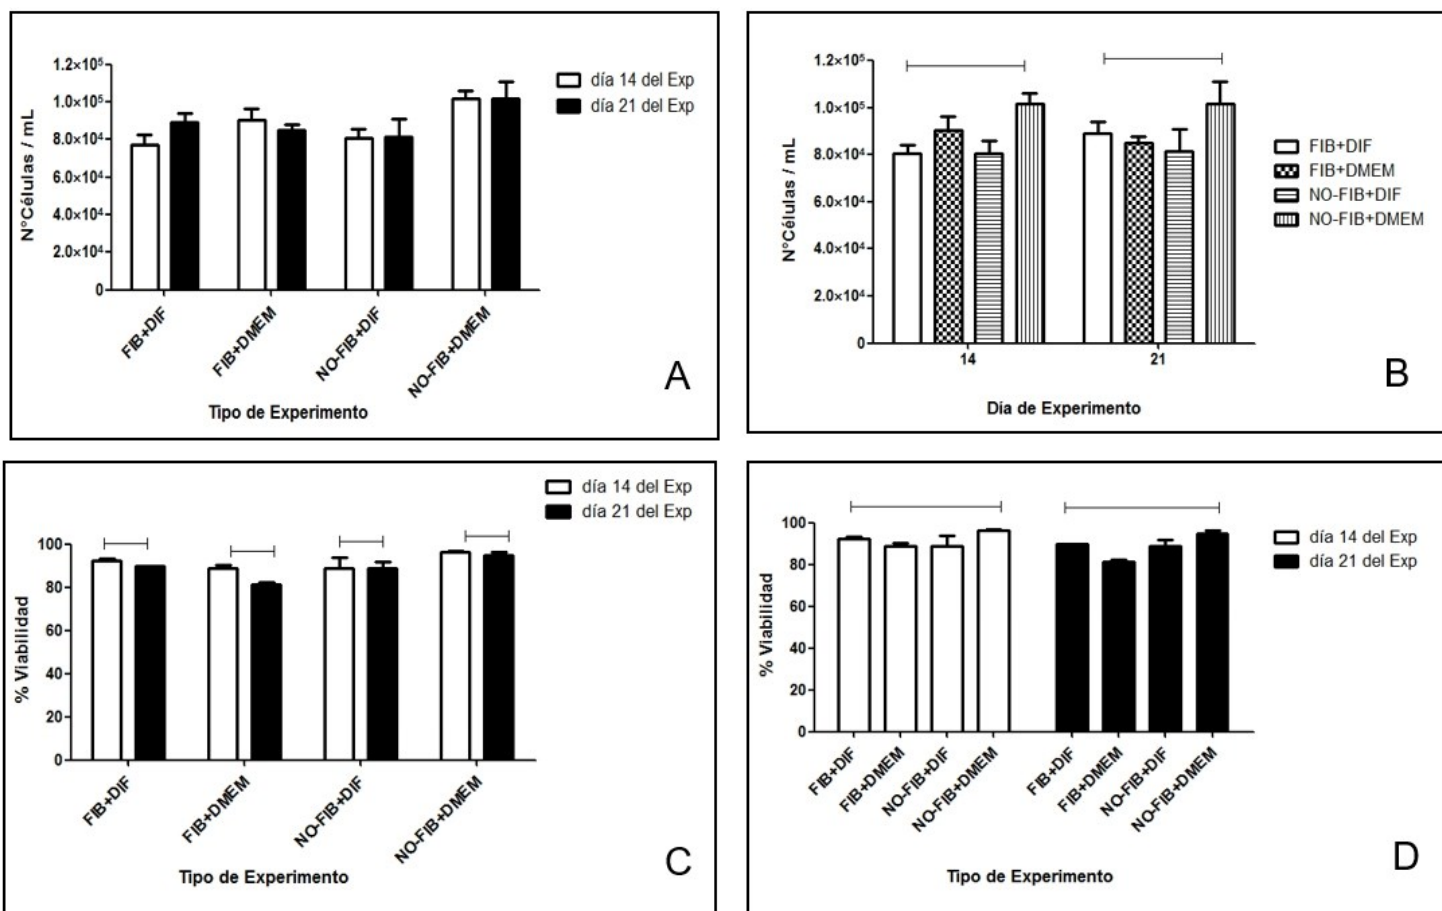 1.2×10⁵
1.0×10⁵
8.0×10⁴
6.0×10⁴
4.0×10⁴
2.0×10⁴
0
N°Células / mL
día 14 del Exp
día 21 del Exp
FIB+DIF
FIB+DMEM
NO-FIB+DIF
NO-FIB+DMEM
Tipo de Experimento
A
1.2×10⁵
1.0×10⁵
8.0×10⁴
6.0×10⁴
4.0×10⁴
2.0×10⁴
0
N°Células / mL
14
21
FIB+DIF
FIB+DMEM
NO-FIB+DIF
NO-FIB+DMEM
Día de Experimento
B
día 14 del Exp
día 21 del Exp
100
80
60
40
20
0
% Viabilidad
FIB+DIF
FIB+DMEM
NO-FIB+DIF
NO-FIB+DMEM
Tipo de Experimento
C
100
80
60
40
20
0
% Viabilidad
día 14 del Exp
día 21 del Exp
FIB+DIF
FIB+DMEM
NO-FIB+DIF
NO-FIB+DMEM
FIB+DIF
FIB+DMEM
NO-FIB+DIF
NO-FIB+DMEM
Tipo de Experimento
D